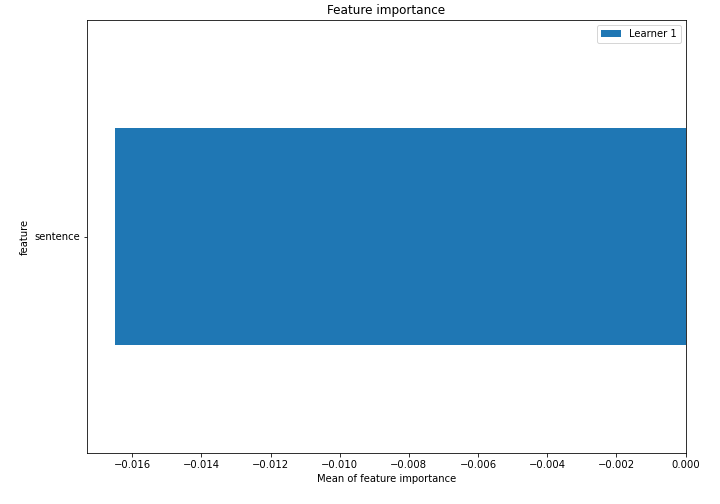 Feature importance
Learner 1
feature
sentence
−0.016 −0.014 −0.012 −0.010 −0.008 −0.006 −0.004 −0.002 0.000
Mean of feature importance